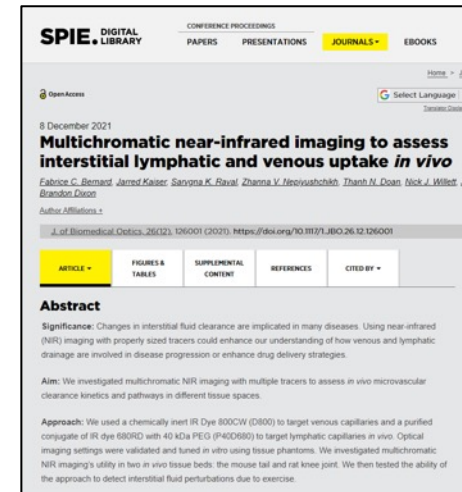 SPIE. DIGITAL LIBRARY
CONFERENCE PROCEEDINGS
PAPERS PRESENTATIONS JOURNALS EBOOKS
Home >
Open Access
Select Language
8 December 2021
Multichromatic near-infrared imaging to assess
interstitial lymphatic and venous uptake in vivo
Fabrice C. Bernard, Jarred Kaiser, Sarvgna K. Raval, Zhanna V. Nepiyushchikh, Thanh N. Doan, Nick J. Willett,
Brandon Dixon
Author Affiliations +
J. of Biomedical Optics, 26(12), 126001 (2021). https://doi.org/10.1117/1.JBO.26.12.126001
ARTICLE FIGURES & TABLES SUPPLEMENTAL CONTENT REFERENCES CITED BY
Abstract
Significance: Changes in interstitial fluid clearance are implicated in many diseases. Using near-infrared
(NIR) imaging with properly sized tracers could enhance our understanding of how venous and lymphatic
drainage are involved in disease progression or enhance drug delivery strategies.
Aim: We investigated multichromatic NIR imaging with multiple tracers to assess in vivo microvascular
clearance kinetics and pathways in different tissue spaces.
Approach: We used a chemically inert IR Dye 800CW (D800) to target venous capillaries and a purified
conjugate of IR dye 680RD with 40 kDa PEG (P40D680) to target lymphatic capillaries in vivo. Optical
imaging settings were validated and tuned in vitro using tissue phantoms. We investigated multichromatic
NIR imaging's utility in two in vivo tissue beds: the mouse tail and rat knee joint. We then tested the ability of
the approach to detect interstitial fluid perturbations due to exercise.